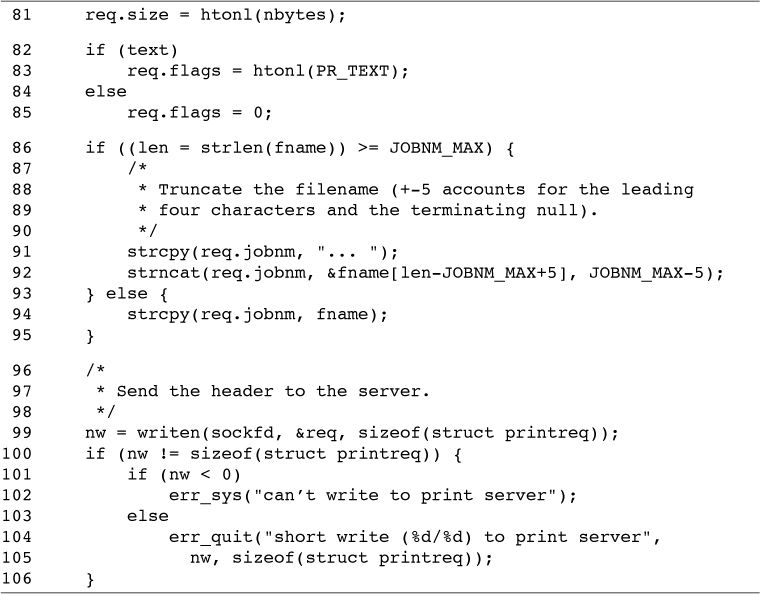 81 req.size = htonl(nbytes);
82 if (text)
83 req.flags = htonl(PR_TEXT);
84 else
85 req.flags = 0;
86 if ((len = strlen(fname)) >= JOBNM_MAX) {
87 /*
88 * Truncate the filename (+-5 accounts for the leading
89 * four characters and the terminating null).
90 */
91 strcpy(req.jobnm, "... ");
92 strncat(req.jobnm, &fname[len-JOBNM_MAX+5], JOBNM_MAX-5);
93 } else {
94 strcpy(req.jobnm, fname);
95 }
96 /*
97 * Send the header to the server.
98 */
99 nw = writen(sockfd, &req, sizeof(struct printreq));
100 if (nw != sizeof(struct printreq)) {
101 if (nw < 0)
102 err_sys("can’t write to print server");
103 else
104 err_quit("short write (%d/%d) to print server",
105 nw, sizeof(struct printreq));
106 }